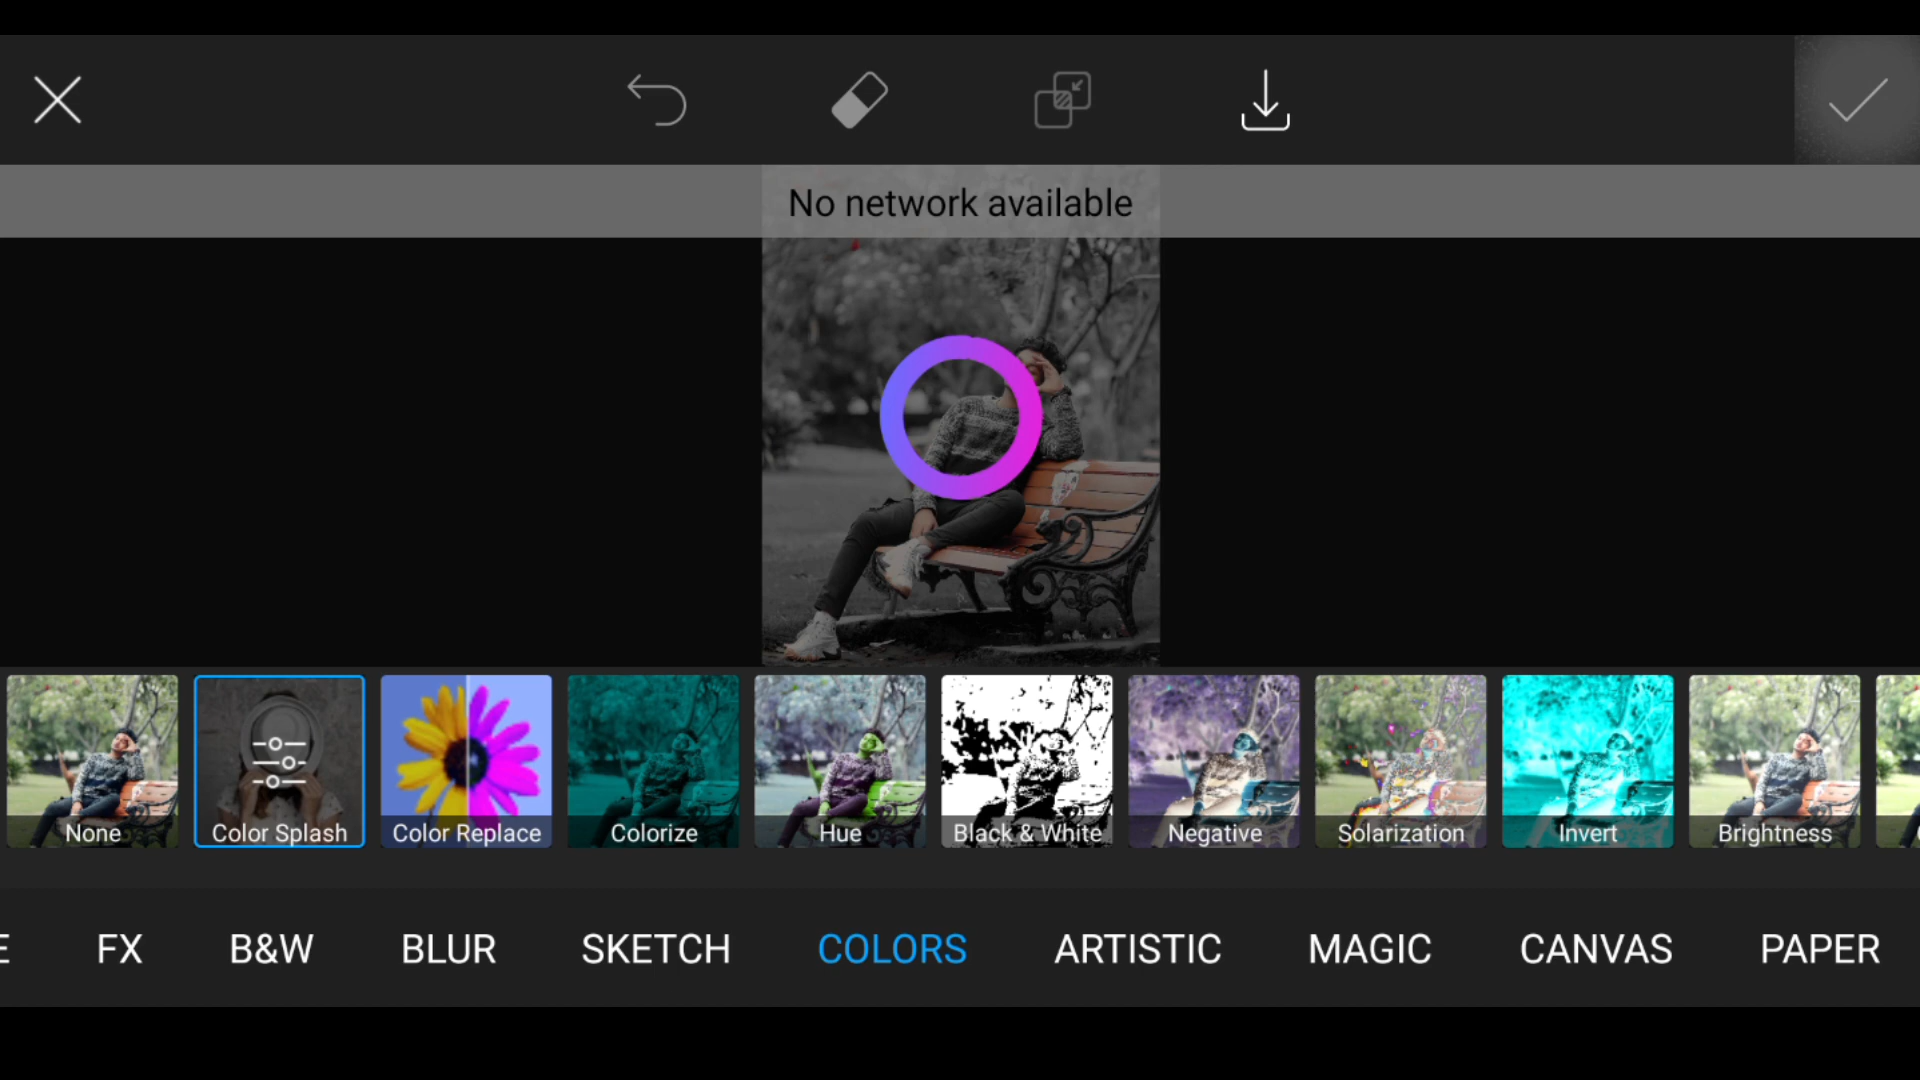 No network available
None
Color Splash
Color Replace
Colorize
Hue
Black & White
Negative
Solarization
Invert
Brightness
E FX B&W BLUR SKETCH COLORS ARTISTIC MAGIC CANVAS PAPER